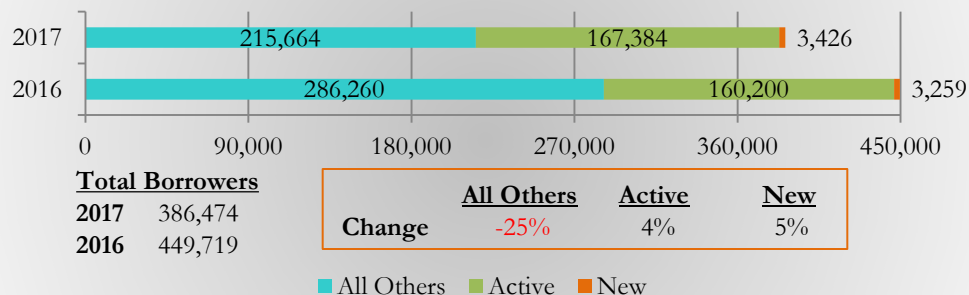 2017 215,664 167,384 3,426
2016 286,260 160,200 3,259
0 90,000 180,000 270,000 360,000 450,000
Total Borrowers
2017 386,474
2016 449,719
All Others Active New
Change -25% 4% 5%
All Others Active New